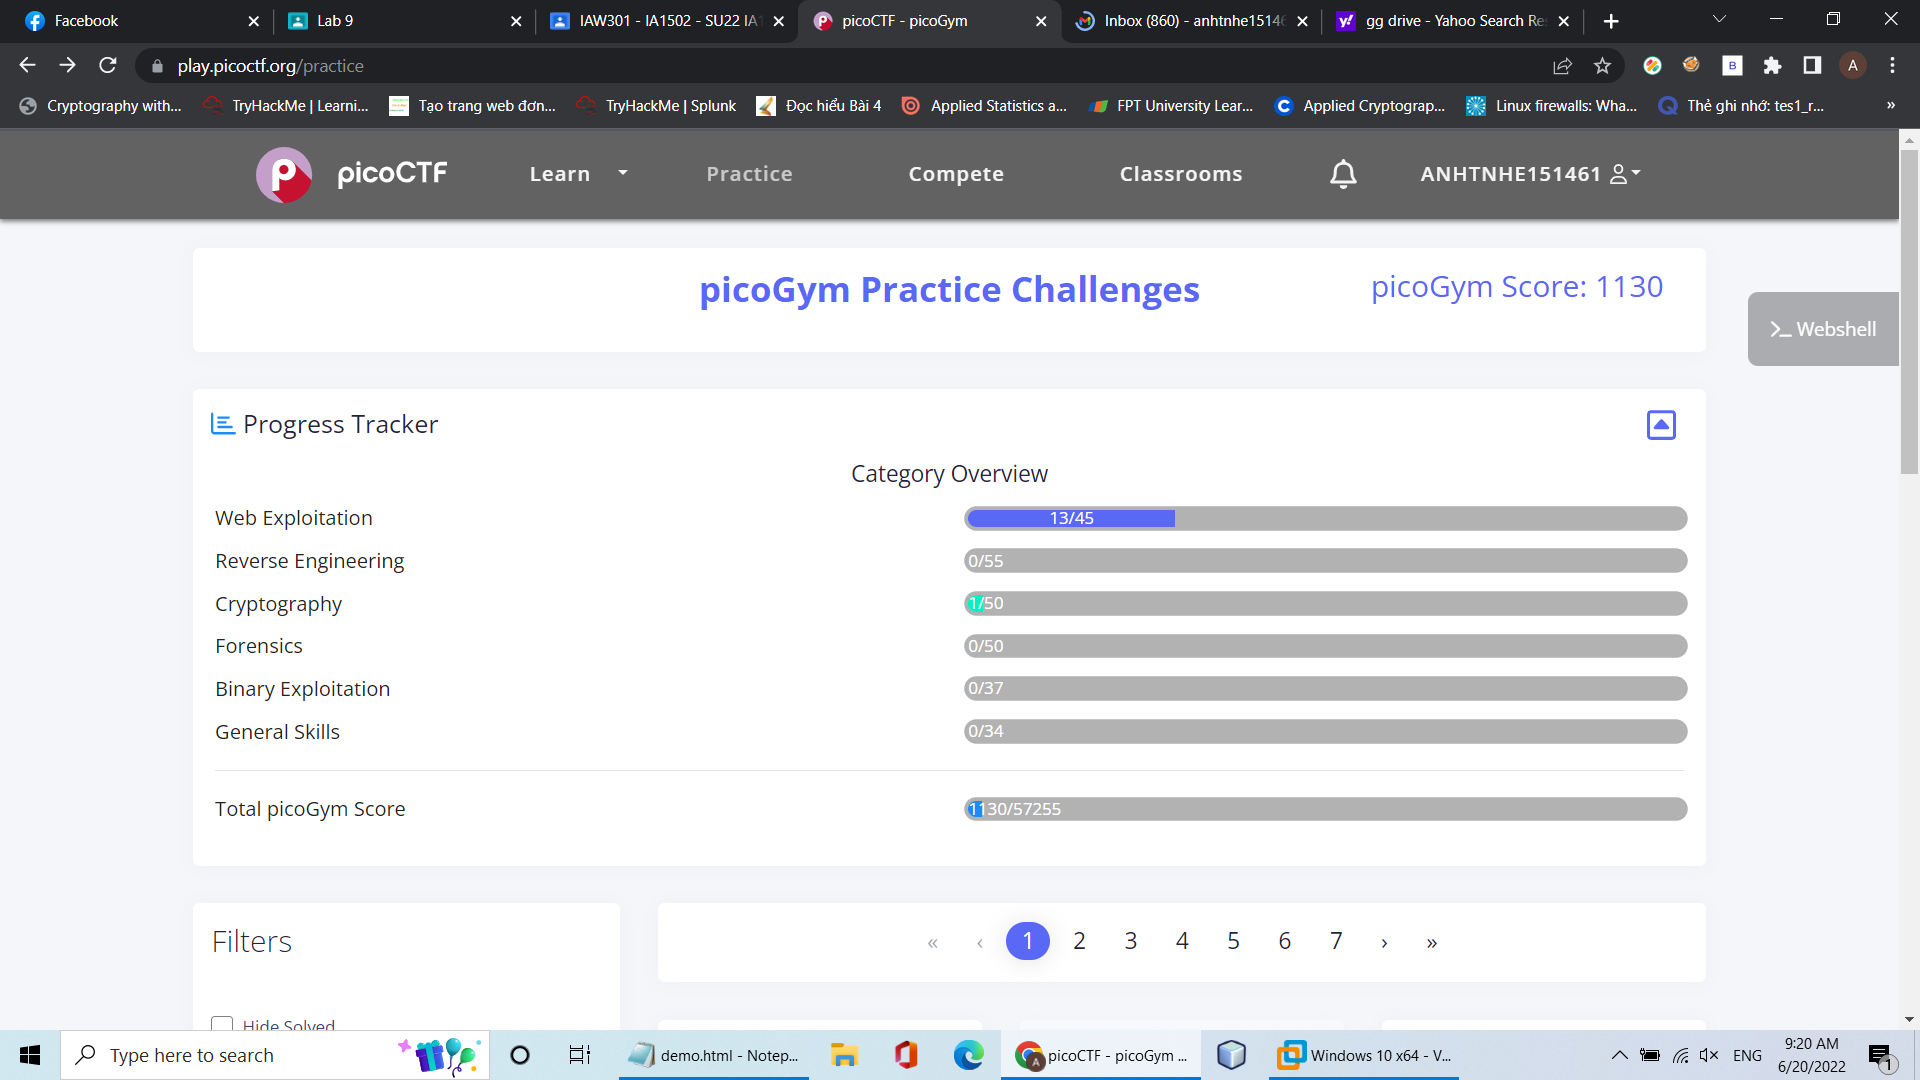 Facebook
Lab 9
IAW301 - IA1502 - SU22 IA1
picoCTF - picoGym
Inbox (860) - anhtnhe15146
gg drive - Yahoo Search Res
play.picoctf.org/practice
A
Cryptography with...
TryHackMe | Learni...
Tạo trang web đơn...
TryHackMe | Splunk
Đọc hiểu Bài 4
Applied Statistics a...
FPT University Lear...
Applied Cryptograp...
Linux firewalls: Wha...
Thẻ ghi nhớ: tes1_r...
»
picoCTF
Learn
Practice
Compete
Classrooms
ANHTNHE151461
picoGym Practice Challenges
picoGym Score: 1130
Webshell
Progress Tracker
Category Overview
Web Exploitation
13/45
Reverse Engineering
0/55
Cryptography
1/50
Forensics
0/50
Binary Exploitation
0/37
General Skills
0/34
Total picoGym Score
1130/57255
Filters
Hide Solved
« ‹ 1 2 3 4 5 6 7 › »
Type here to search
demo.html - Notep...
picoCTF - picoGym ...
Windows 10 x64 - V...
ENG
9:20 AM
6/20/2022
1